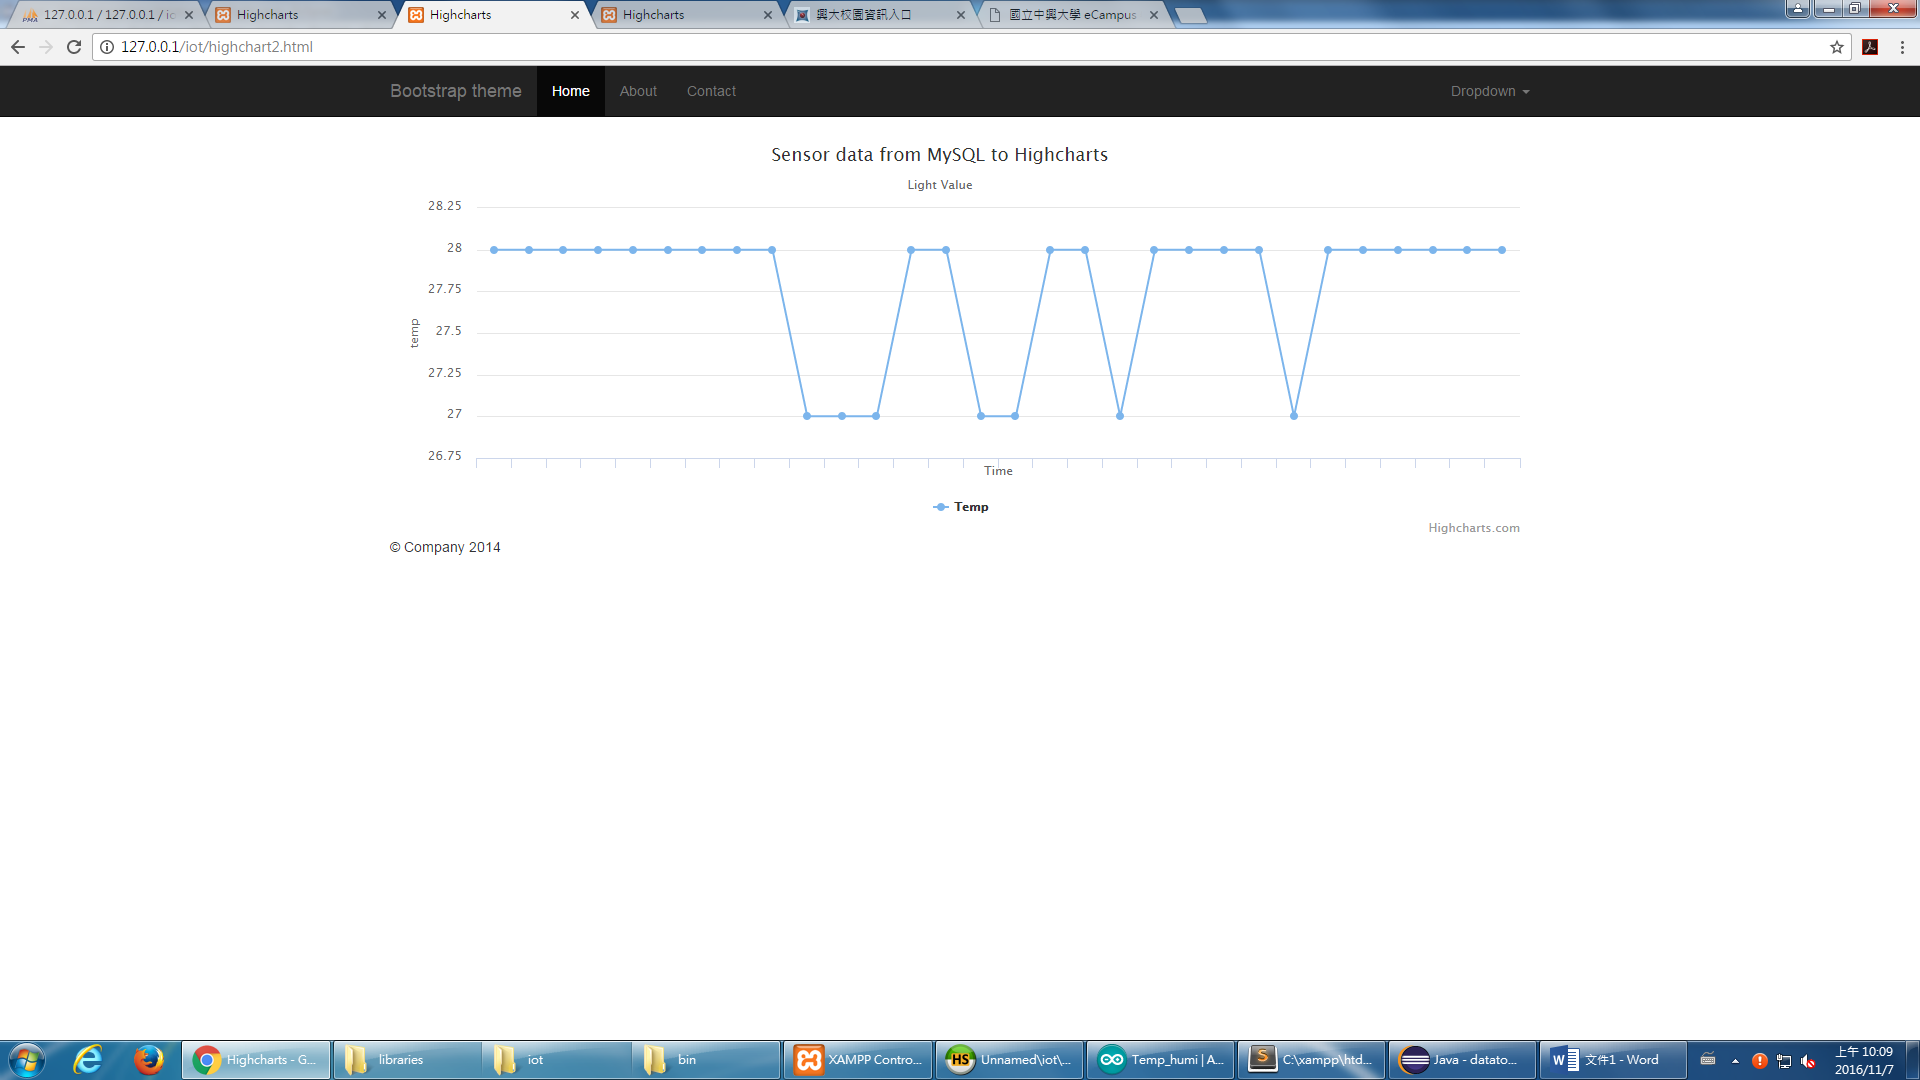 127.0.0.1 / 127.0.0.1 / io
Highcharts
Highcharts
Highcharts
興大校園資訊入口
國立中興大學 eCampus
127.0.0.1/iot/highchart2.html
Bootstrap theme
Home
About
Contact
Dropdown
Sensor data from MySQL to Highcharts
Light Value
28.25
28
27.75
27.5
27.25
27
26.75
temp
Time
Temp
Highcharts.com
© Company 2014
Highcharts - G...
libraries
iot
bin
XAMPP Contro...
HS
Unnamed\iot\...
Temp_humi | A...
C:\xampp\htd...
Java - datato...
文件1 - Word
上午 10:09
2016/11/7